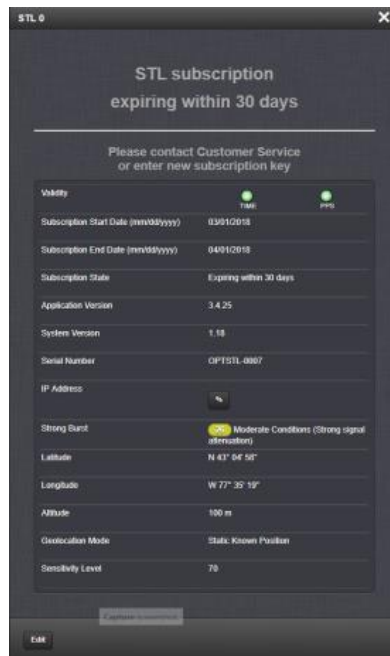 STL 0
STL subscription
expiring within 30 days
Please contact Customer Service
or enter new subscription key
Validity
TIME PPS
Subscription Start Date (mm/dd/yyyy) 03/01/2018
Subscription End Date (mm/dd/yyyy) 04/01/2018
Subscription State Expiring within 30 days
Application Version 3.4.25
System Version 1.18
Serial Number OPTSTL-0007
IP Address
Strong Burst Moderate Conditions (Strong signal
attenuation)
Latitude N 43° 04' 58"
Longitude W 77° 35' 19"
Altitude 100 m
Geolocation Mode Static Known Position
Sensitivity Level 70
Edit